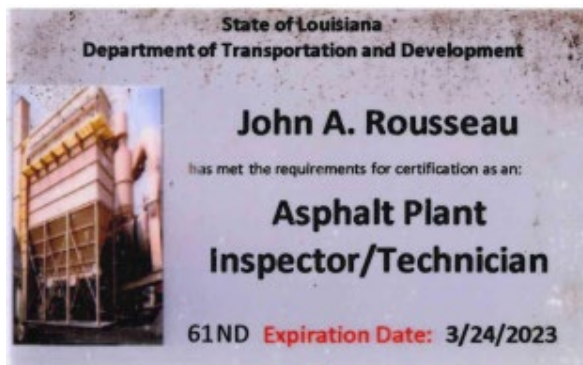 State of Louisiana
Department of Transportation and Development
John A. Rousseau
has met the requirements for certification as an:
Asphalt Plant
Inspector/Technician
61ND Expiration Date: 3/24/2023